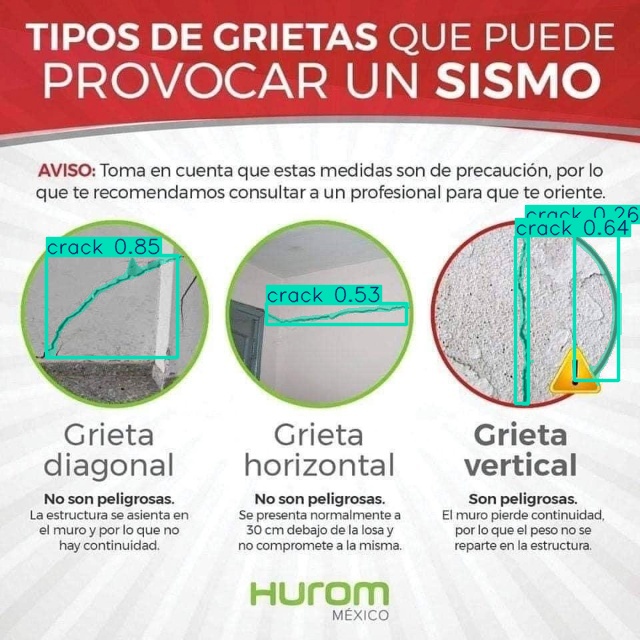 TIPOS DE GRIETAS QUE PUEDE
PROVOCAR UN SISMO
AVISO: Toma en cuenta que estas medidas son de precaución, por lo
que te recomendamos consultar a un profesional para que te oriente.
crack 0.85
crack 0.53
crack 0.26
crack 0.64
Grieta
diagonal
No son peligrosas.
La estructura se asienta en
el muro y por lo que no
hay continuidad.
Grieta
horizontal
No son peligrosas.
Se presenta normalmente a
30 cm debajo de la losa y
no compromete a la misma.
Grieta
vertical
Son peligrosas.
El muro pierde continuidad,
por lo que el peso no se
reparte en la estructura.
Hurom
MÉXICO